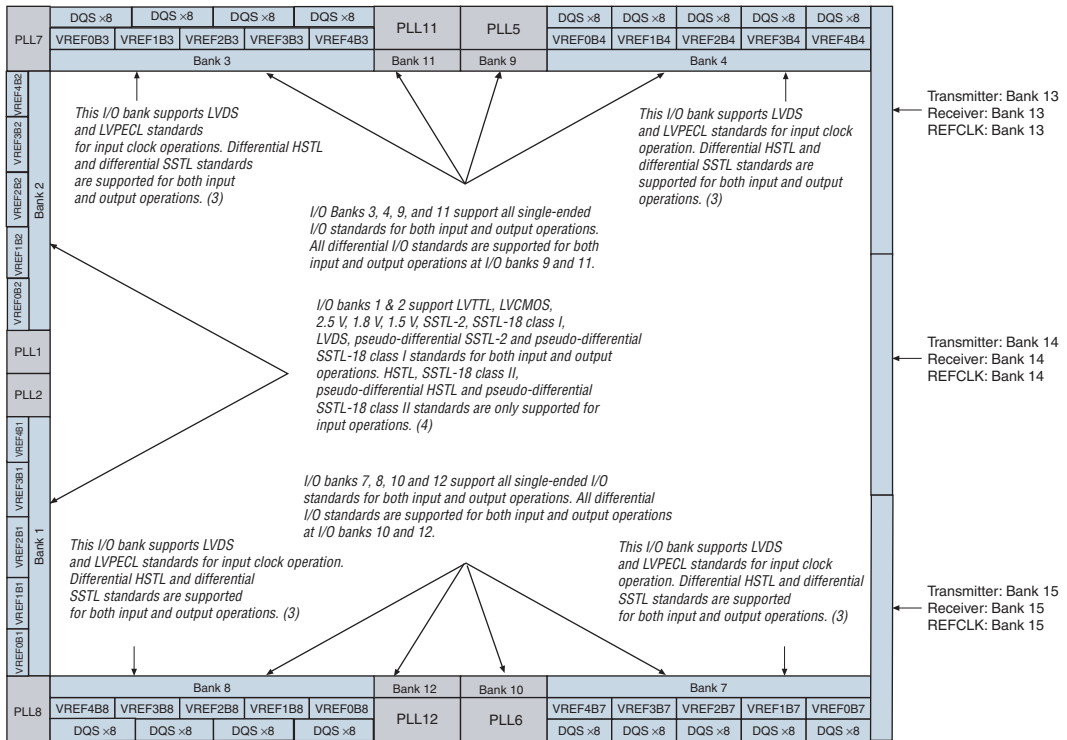 PLL7
DQS ×8 DQS ×8 DQS ×8 DQS ×8
VREF0B3 VREF1B3 VREF2B3 VREF3B3 VREF4B3
Bank 3
PLL11
Bank 11
PLL5
Bank 9
DQS ×8 DQS ×8 DQS ×8 DQS ×8 DQS ×8
VREF0B4 VREF1B4 VREF2B4 VREF3B4 VREF4B4
Bank 4
VREF4B2
VREF3B2
VREF2B2
VREF1B2
VREF0B2
Bank 2
This I/O bank supports LVDS
and LVPECL standards
for input clock operations. Differential HSTL
and differential SSTL standards
are supported for both input
and output operations. (3)
This I/O bank supports LVDS
and LVPECL standards for input clock
operation. Differential HSTL and
differential SSTL standards are
supported for both input and output
operations. (3)
Transmitter: Bank 13
Receiver: Bank 13
REFCLK: Bank 13
I/O Banks 3, 4, 9, and 11 support all single-ended
I/O standards for both input and output operations.
All differential I/O standards are supported for both
input and output operations at I/O banks 9 and 11.
I/O banks 1 & 2 support LVTTL, LVCMOS,
2.5 V, 1.8 V, 1.5 V, SSTL-2, SSTL-18 class I,
LVDS, pseudo-differential SSTL-2 and pseudo-differential
SSTL-18 class I standards for both input and output
operations. HSTL, SSTL-18 class II,
pseudo-differential HSTL and pseudo-differential
SSTL-18 class II standards are only supported for
input operations. (4)
PLL1
PLL2
Transmitter: Bank 14
Receiver: Bank 14
REFCLK: Bank 14
VREF4B1
VREF3B1
VREF2B1
VREF1B1
VREF0B1
Bank 1
I/O banks 7, 8, 10 and 12 support all single-ended I/O
standards for both input and output operations. All differential
I/O standards are supported for both input and output operations
at I/O banks 10 and 12.
This I/O bank supports LVDS
and LVPECL standards for input clock operation.
Differential HSTL and differential
SSTL standards are supported
for both input and output operations. (3)
This I/O bank supports LVDS
and LVPECL standards for input clock
operation. Differential HSTL and differential
SSTL standards are supported
for both input and output operations. (3)
Transmitter: Bank 15
Receiver: Bank 15
REFCLK: Bank 15
PLL8
Bank 8
VREF4B8 VREF3B8 VREF2B8 VREF1B8 VREF0B8
DQS ×8 DQS ×8 DQS ×8 DQS ×8
Bank 12
PLL12
Bank 10
PLL6
Bank 7
VREF4B7 VREF3B7 VREF2B7 VREF1B7 VREF0B7
DQS ×8 DQS ×8 DQS ×8 DQS ×8 DQS ×8